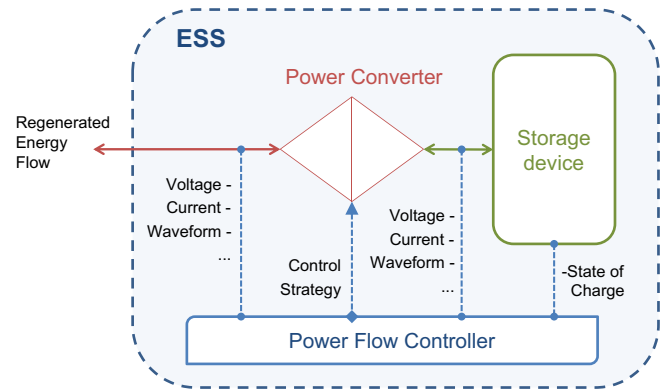 ESS
Power Converter
Regenerated
Energy
Flow
Storage
device
Voltage -
Current -
Waveform -
...
Control
Strategy
Voltage -
Current -
Waveform -
...
-State of
Charge
Power Flow Controller